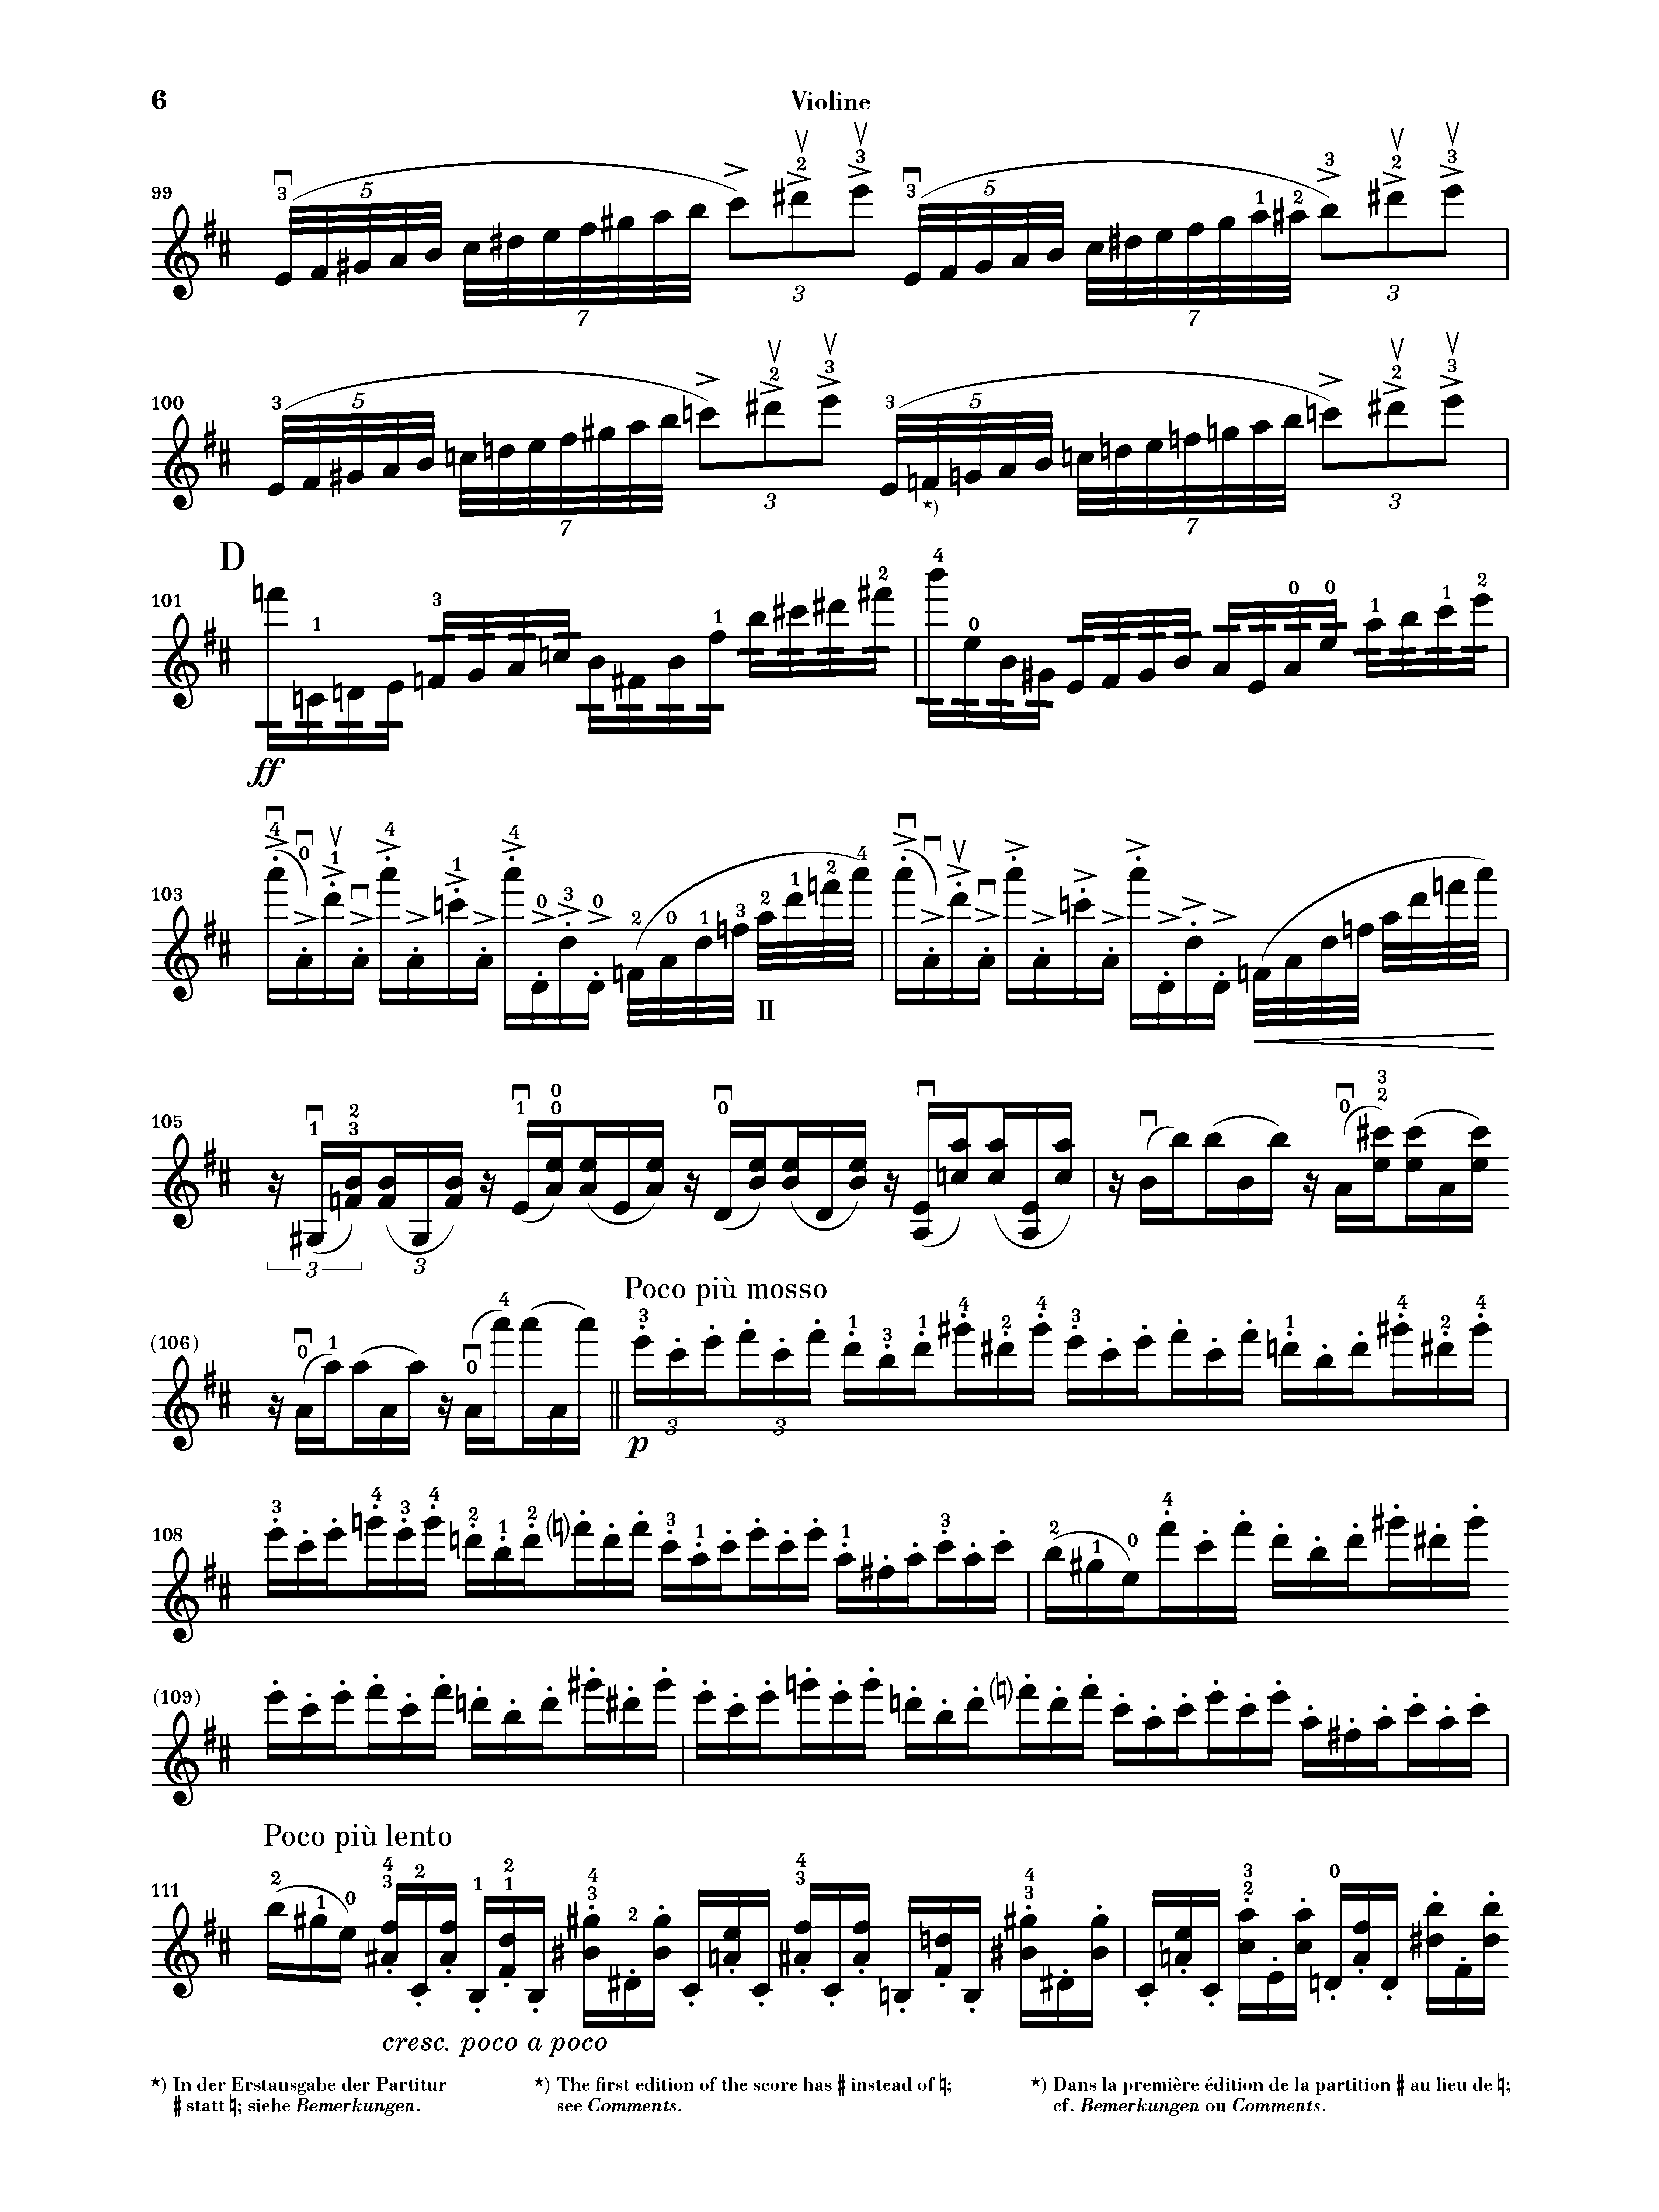 6
Violine
99
100
D
101
ff
103
II
105
Poco più mosso
(106)
p
108
(109)
Poco più lento
111
cresc. poco a poco
*) In der Erstausgabe der Partitur
♯ statt ♮; siehe Bemerkungen.
*) The first edition of the score has ♯ instead of ♮;
see Comments.
*) Dans la première édition de la partition ♯ au lieu de ♮;
cf. Bemerkungen ou Comments.